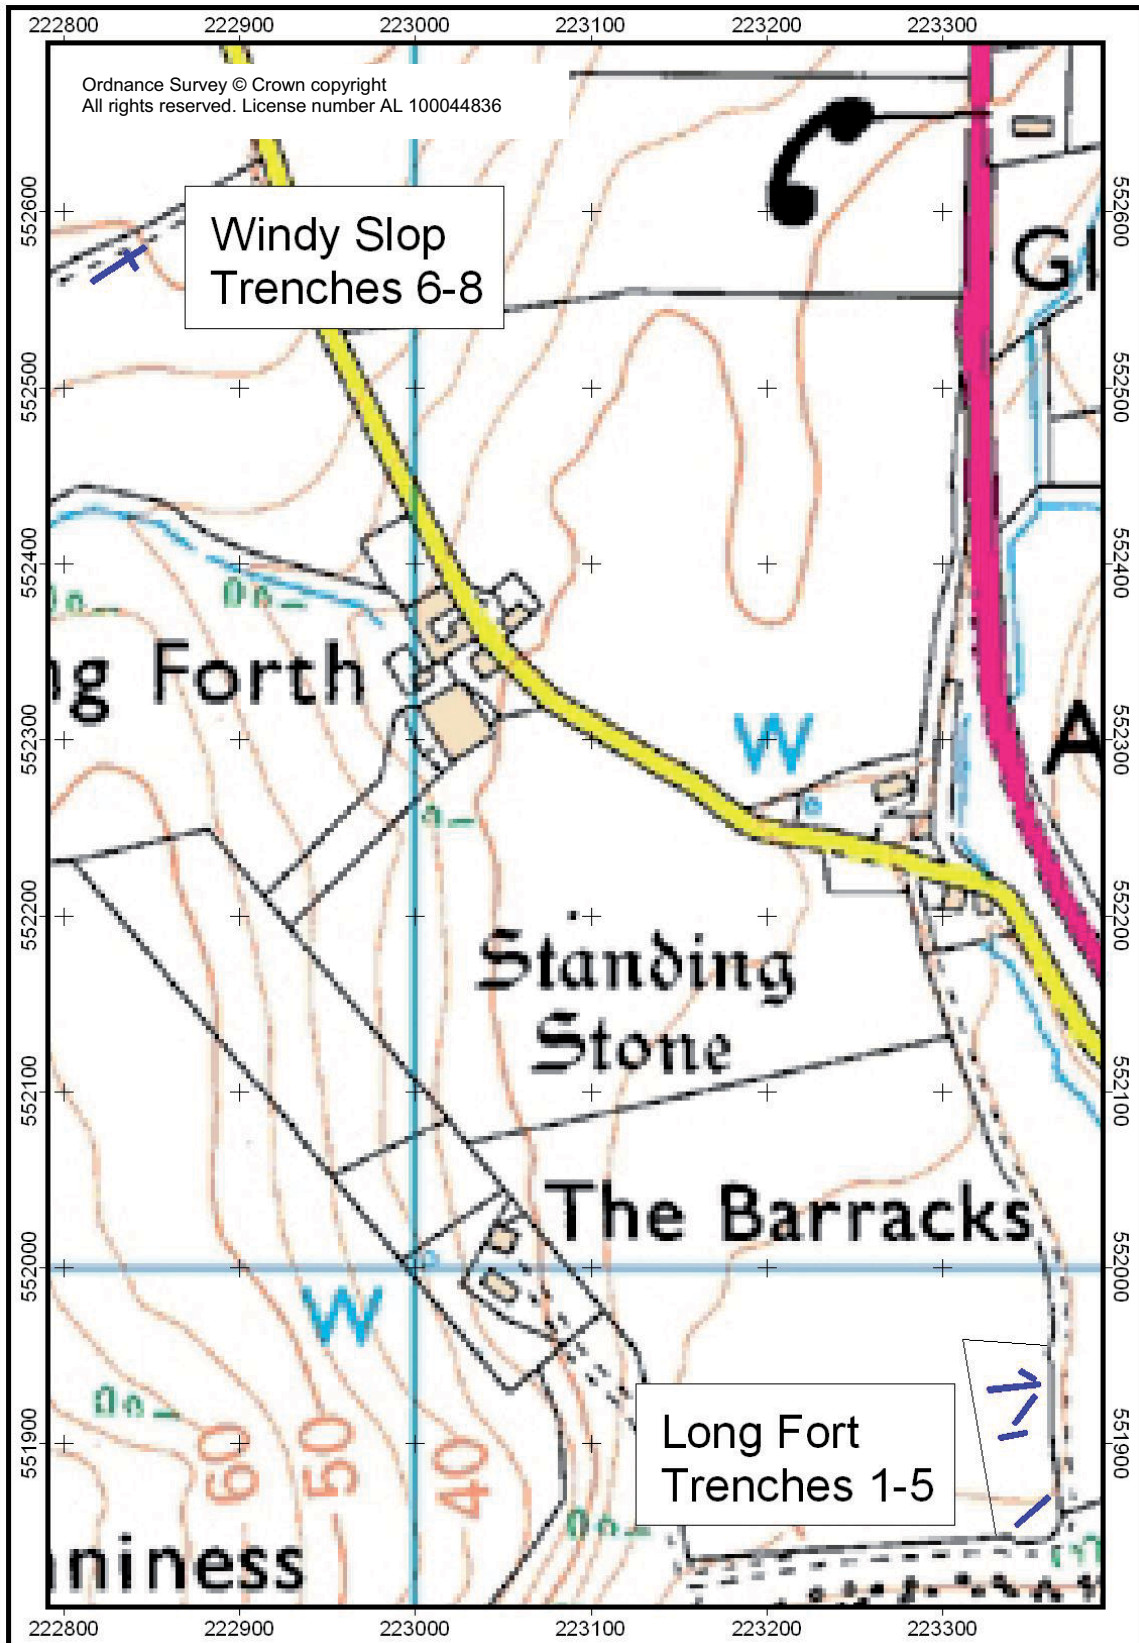 222800 222900 223000 223100 223200 223300
Ordnance Survey © Crown copyright
All rights reserved. License number AL 100044836
552600
552600
Windy Slop
Trenches 6-8
Gl
552500
552500
552400
552400
ng Forth
552300
552300
W
A
552200
552200
Standing
Stone
552100
552100
The Barracks
552000
552000
W
551900
551900
60
50
40
Long Fort
Trenches 1-5
niness
222800 222900 223000 223100 223200 223300